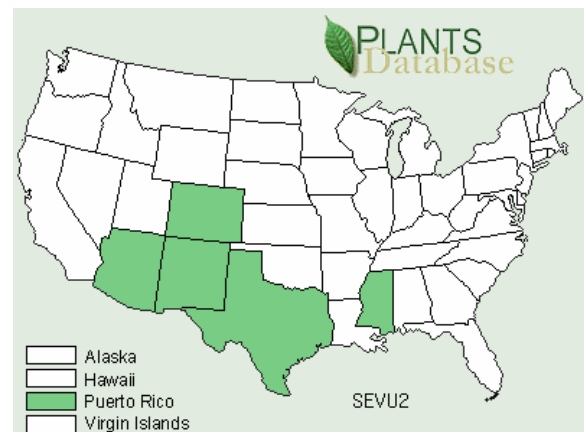 PLANTS
Database
Alaska
Hawaii
Puerto Rico
Virgin Islands
SEVU2